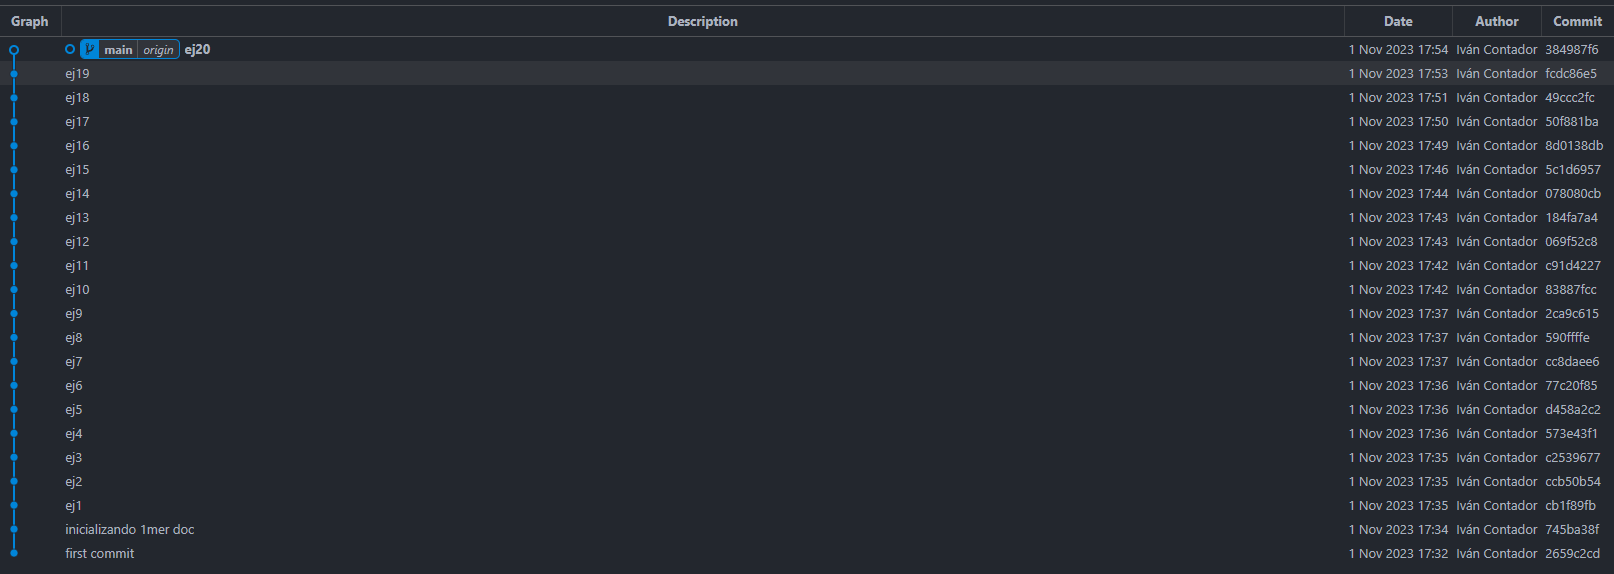 Graph Description Date Author Commit
main origin ej20 1 Nov 2023 17:54 Iván Contador 384987f6
ej19 1 Nov 2023 17:53 Iván Contador fcdc86e5
ej18 1 Nov 2023 17:51 Iván Contador 49ccc2fc
ej17 1 Nov 2023 17:50 Iván Contador 50f881ba
ej16 1 Nov 2023 17:49 Iván Contador 8d0138db
ej15 1 Nov 2023 17:46 Iván Contador 5c1d6957
ej14 1 Nov 2023 17:44 Iván Contador 078080cb
ej13 1 Nov 2023 17:43 Iván Contador 184fa7a4
ej12 1 Nov 2023 17:43 Iván Contador 069f52c8
ej11 1 Nov 2023 17:42 Iván Contador c91d4227
ej10 1 Nov 2023 17:42 Iván Contador 83887fcc
ej9 1 Nov 2023 17:37 Iván Contador 2ca9c615
ej8 1 Nov 2023 17:37 Iván Contador 590ffffe
ej7 1 Nov 2023 17:37 Iván Contador cc8daee6
ej6 1 Nov 2023 17:36 Iván Contador 77c20f85
ej5 1 Nov 2023 17:36 Iván Contador d458a2c2
ej4 1 Nov 2023 17:36 Iván Contador 573e43f1
ej3 1 Nov 2023 17:35 Iván Contador c2539677
ej2 1 Nov 2023 17:35 Iván Contador ccb50b54
ej1 1 Nov 2023 17:35 Iván Contador cb1f89fb
inicializando 1mer doc 1 Nov 2023 17:34 Iván Contador 745ba38f
first commit 1 Nov 2023 17:32 Iván Contador 2659c2cd